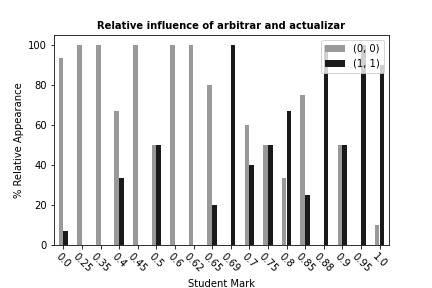 Relative influence of arbitrar and actualizar
(0, 0)
(1, 1)
% Relative Appearance
100
80
60
40
20
0
0.0 0.25 0.35 0.4 0.45 0.5 0.6 0.62 0.65 0.69 0.7 0.75 0.8 0.85 0.88 0.9 0.95 1.0
Student Mark